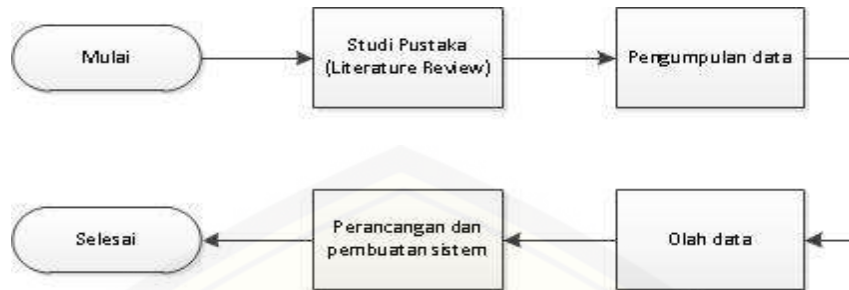 Mulai
Studi Pustaka
(Literature Review)
Pengumpulan data
Olah data
Perancangan dan
pembuatan sistem
Selesai